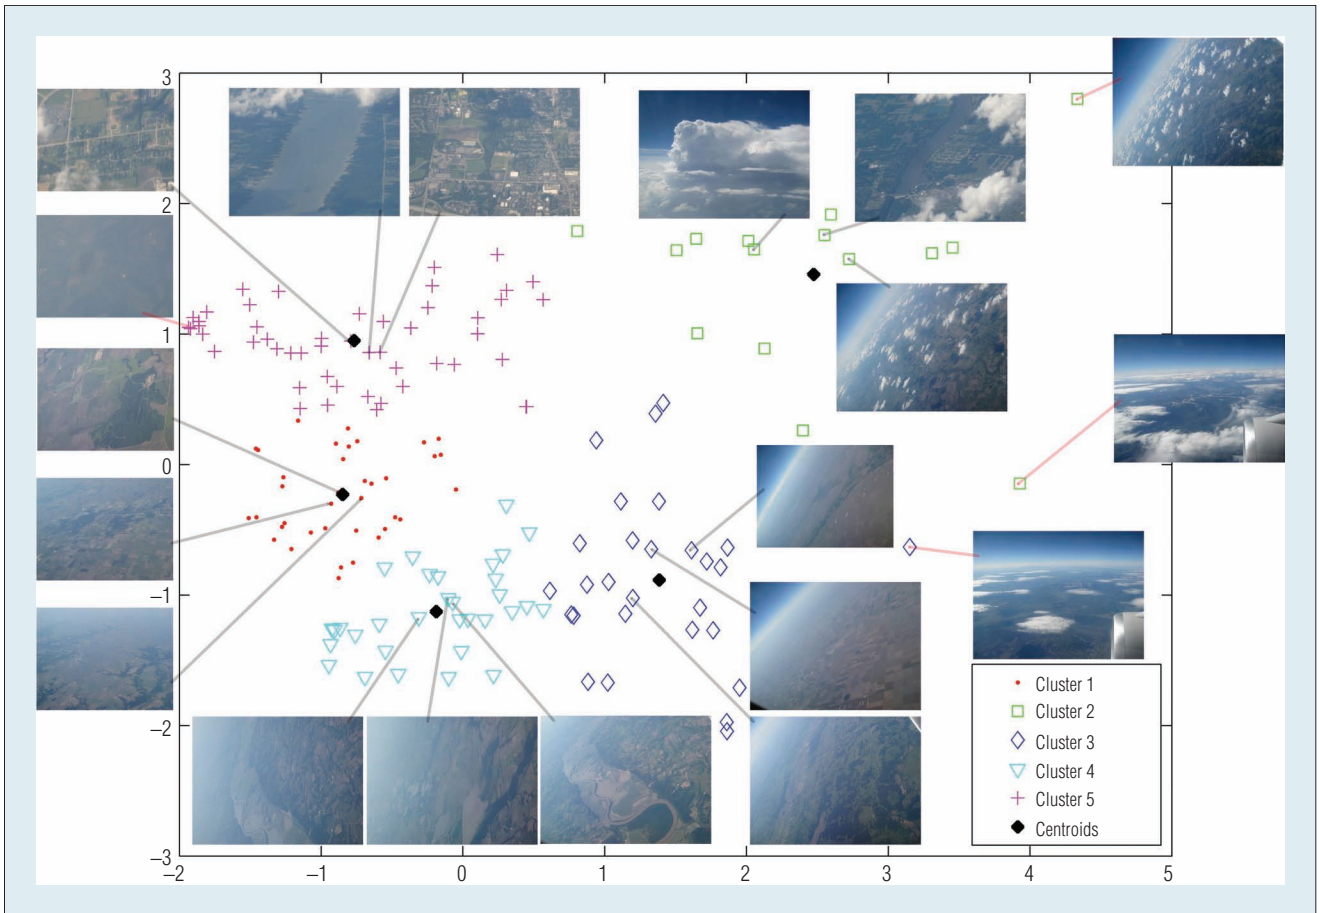 3
2
1
0
–1
–2
–3
–2
–1
0
1
2
3
4
5
Cluster 1
Cluster 2
Cluster 3
Cluster 4
Cluster 5
Centroids